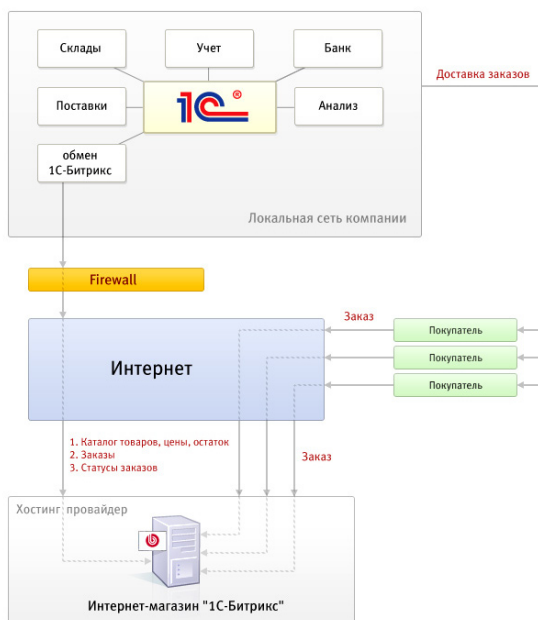 Склады
Учет
Банк
Поставки
1С®
Анализ
Доставка заказов
обмен
1С-Битрикс
Локальная сеть компании
Firewall
Заказ
Покупатель
Интернет
Покупатель
Покупатель
1. Каталог товаров, цены, остаток
2. Заказы
3. Статусы заказов
Заказ
Хостинг провайдер
Интернет-магазин "1С-Битрикс"